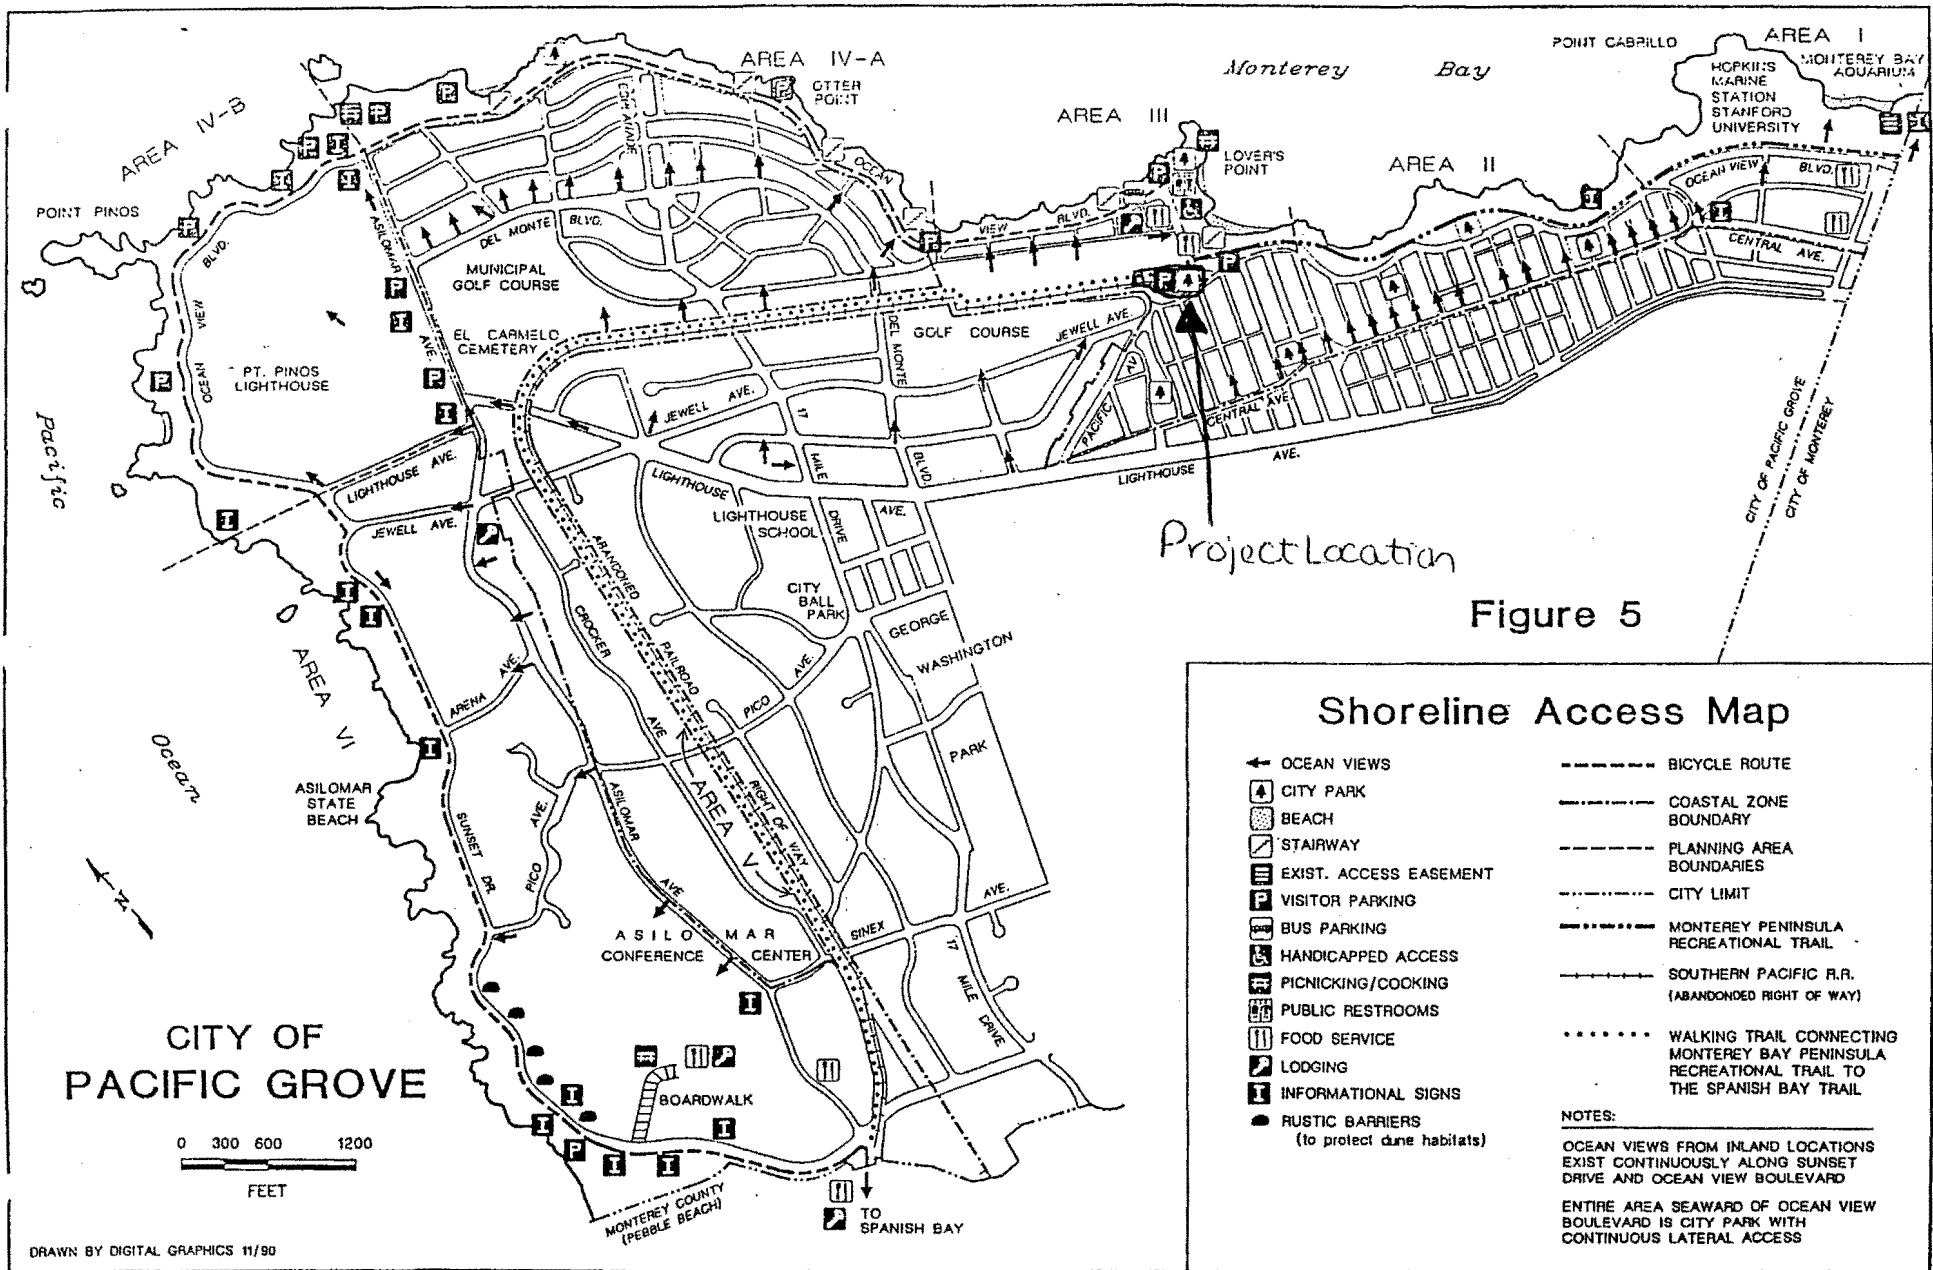 AREA I
MONTEREY BAY
AQUARIUM
POINT CABRILLO
HOPKINS
MARINE
STATION
STANFORD
UNIVERSITY
Monterey Bay
AREA IV-A
OTTER
POINT
AREA III
LOVER'S
POINT
AREA II
AREA IV-B
POINT PINOS
OCEAN VIEW BLVD.
OCEAN VIEW BLVD.
CENTRAL AVE.
OCEAN VIEW BLVD.
ASILOMAR AVE.
DEL MONTE BLVD.
MUNICIPAL
GOLF COURSE
EL CARMELO
CEMETERY
PT. PINOS
LIGHTHOUSE
GOLF COURSE
JEWELL AVE.
DEL MONTE BLVD.
JEWELL AVE.
PACIFIC AV.
CENTRAL AVE.
LIGHTHOUSE AVE.
CITY OF PACIFIC GROVE
CITY OF MONTEREY
Pacific
Ocean
LIGHTHOUSE AVE.
JEWELL AVE.
LIGHTHOUSE AVE.
17 MILE DRIVE
LIGHTHOUSE
SCHOOL
CITY
BALL
PARK
GEORGE
WASHINGTON
PARK
Project Location
Figure 5
ABANDONED RAILROAD RIGHT OF WAY
CROCKER AVE
PICO AVE.
AREA VI
ARENA AVE.
ASILOMAR
STATE
BEACH
SUNSET DR.
PICO AVE.
ASILOMAR AVE
AREA V
SINEX AVE.
17 MILE DRIVE
ASILOMAR
CONFERENCE CENTER
N
BOARDWALK
MONTEREY COUNTY
(PEBBLE BEACH)
TO
SPANISH BAY
CITY OF
PACIFIC GROVE
0 300 600 1200
FEET
DRAWN BY DIGITAL GRAPHICS 11/90
Shoreline Access Map
OCEAN VIEWS
CITY PARK
BEACH
STAIRWAY
EXIST. ACCESS EASEMENT
P VISITOR PARKING
BUS PARKING
HANDICAPPED ACCESS
PICNICKING/COOKING
PUBLIC RESTROOMS
FOOD SERVICE
LODGING
I INFORMATIONAL SIGNS
RUSTIC BARRIERS
(to protect dune habitats)
BICYCLE ROUTE
COASTAL ZONE
BOUNDARY
PLANNING AREA
BOUNDARIES
CITY LIMIT
MONTEREY PENINSULA
RECREATIONAL TRAIL
SOUTHERN PACIFIC R.R.
(ABANDONDED RIGHT OF WAY)
WALKING TRAIL CONNECTING
MONTEREY BAY PENINSULA
RECREATIONAL TRAIL TO
THE SPANISH BAY TRAIL
NOTES:
OCEAN VIEWS FROM INLAND LOCATIONS
EXIST CONTINUOUSLY ALONG SUNSET
DRIVE AND OCEAN VIEW BOULEVARD
ENTIRE AREA SEAWARD OF OCEAN VIEW
BOULEVARD IS CITY PARK WITH
CONTINUOUS LATERAL ACCESS